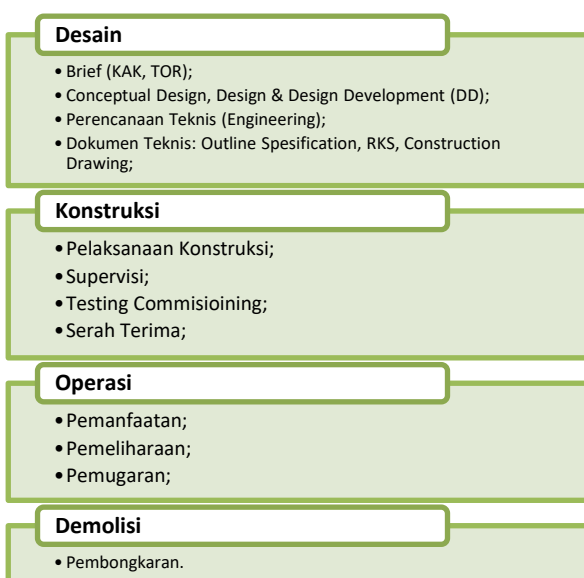 Desain
• Brief (KAK, TOR);
• Conceptual Design, Design & Design Development (DD);
• Perencanaan Teknis (Engineering);
• Dokumen Teknis: Outline Spesification, RKS, Construction
Drawing;
Konstruksi
• Pelaksanaan Konstruksi;
• Supervisi;
• Testing Commisioining;
• Serah Terima;
Operasi
• Pemanfaatan;
• Pemeliharaan;
• Pemugaran;
Demolisi
• Pembongkaran.